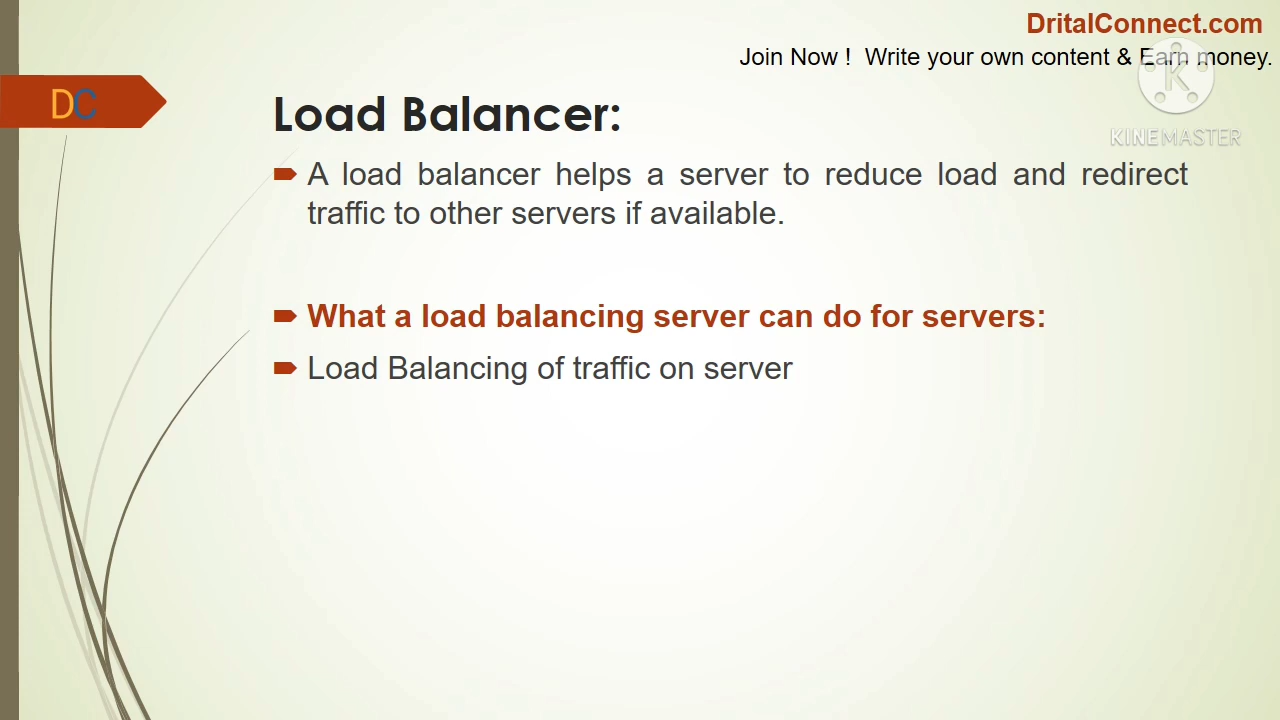 DritalConnect.com
Join Now ! Write your own content & Earn money.
KINEMASTER
DC
Load Balancer:
A load balancer helps a server to reduce load and redirect
traffic to other servers if available.
What a load balancing server can do for servers:
Load Balancing of traffic on server